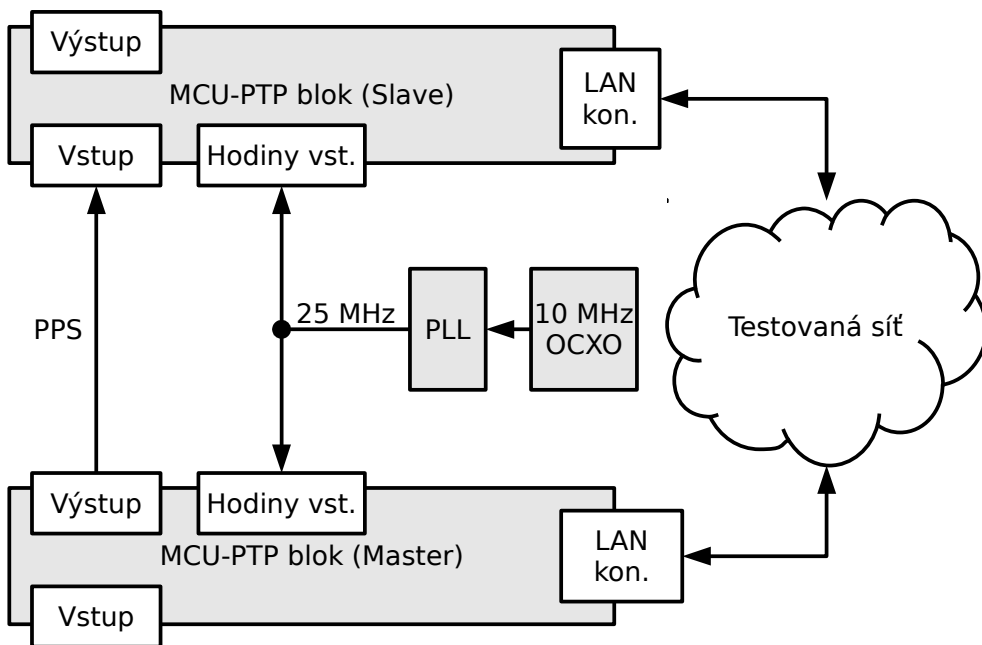 Výstup
MCU-PTP blok (Slave)
LAN
kon.
Vstup
Hodiny vst.
PPS
25 MHz
PLL
10 MHz
OCXO
Testovaná síť
Výstup
Hodiny vst.
MCU-PTP blok (Master)
LAN
kon.
Vstup